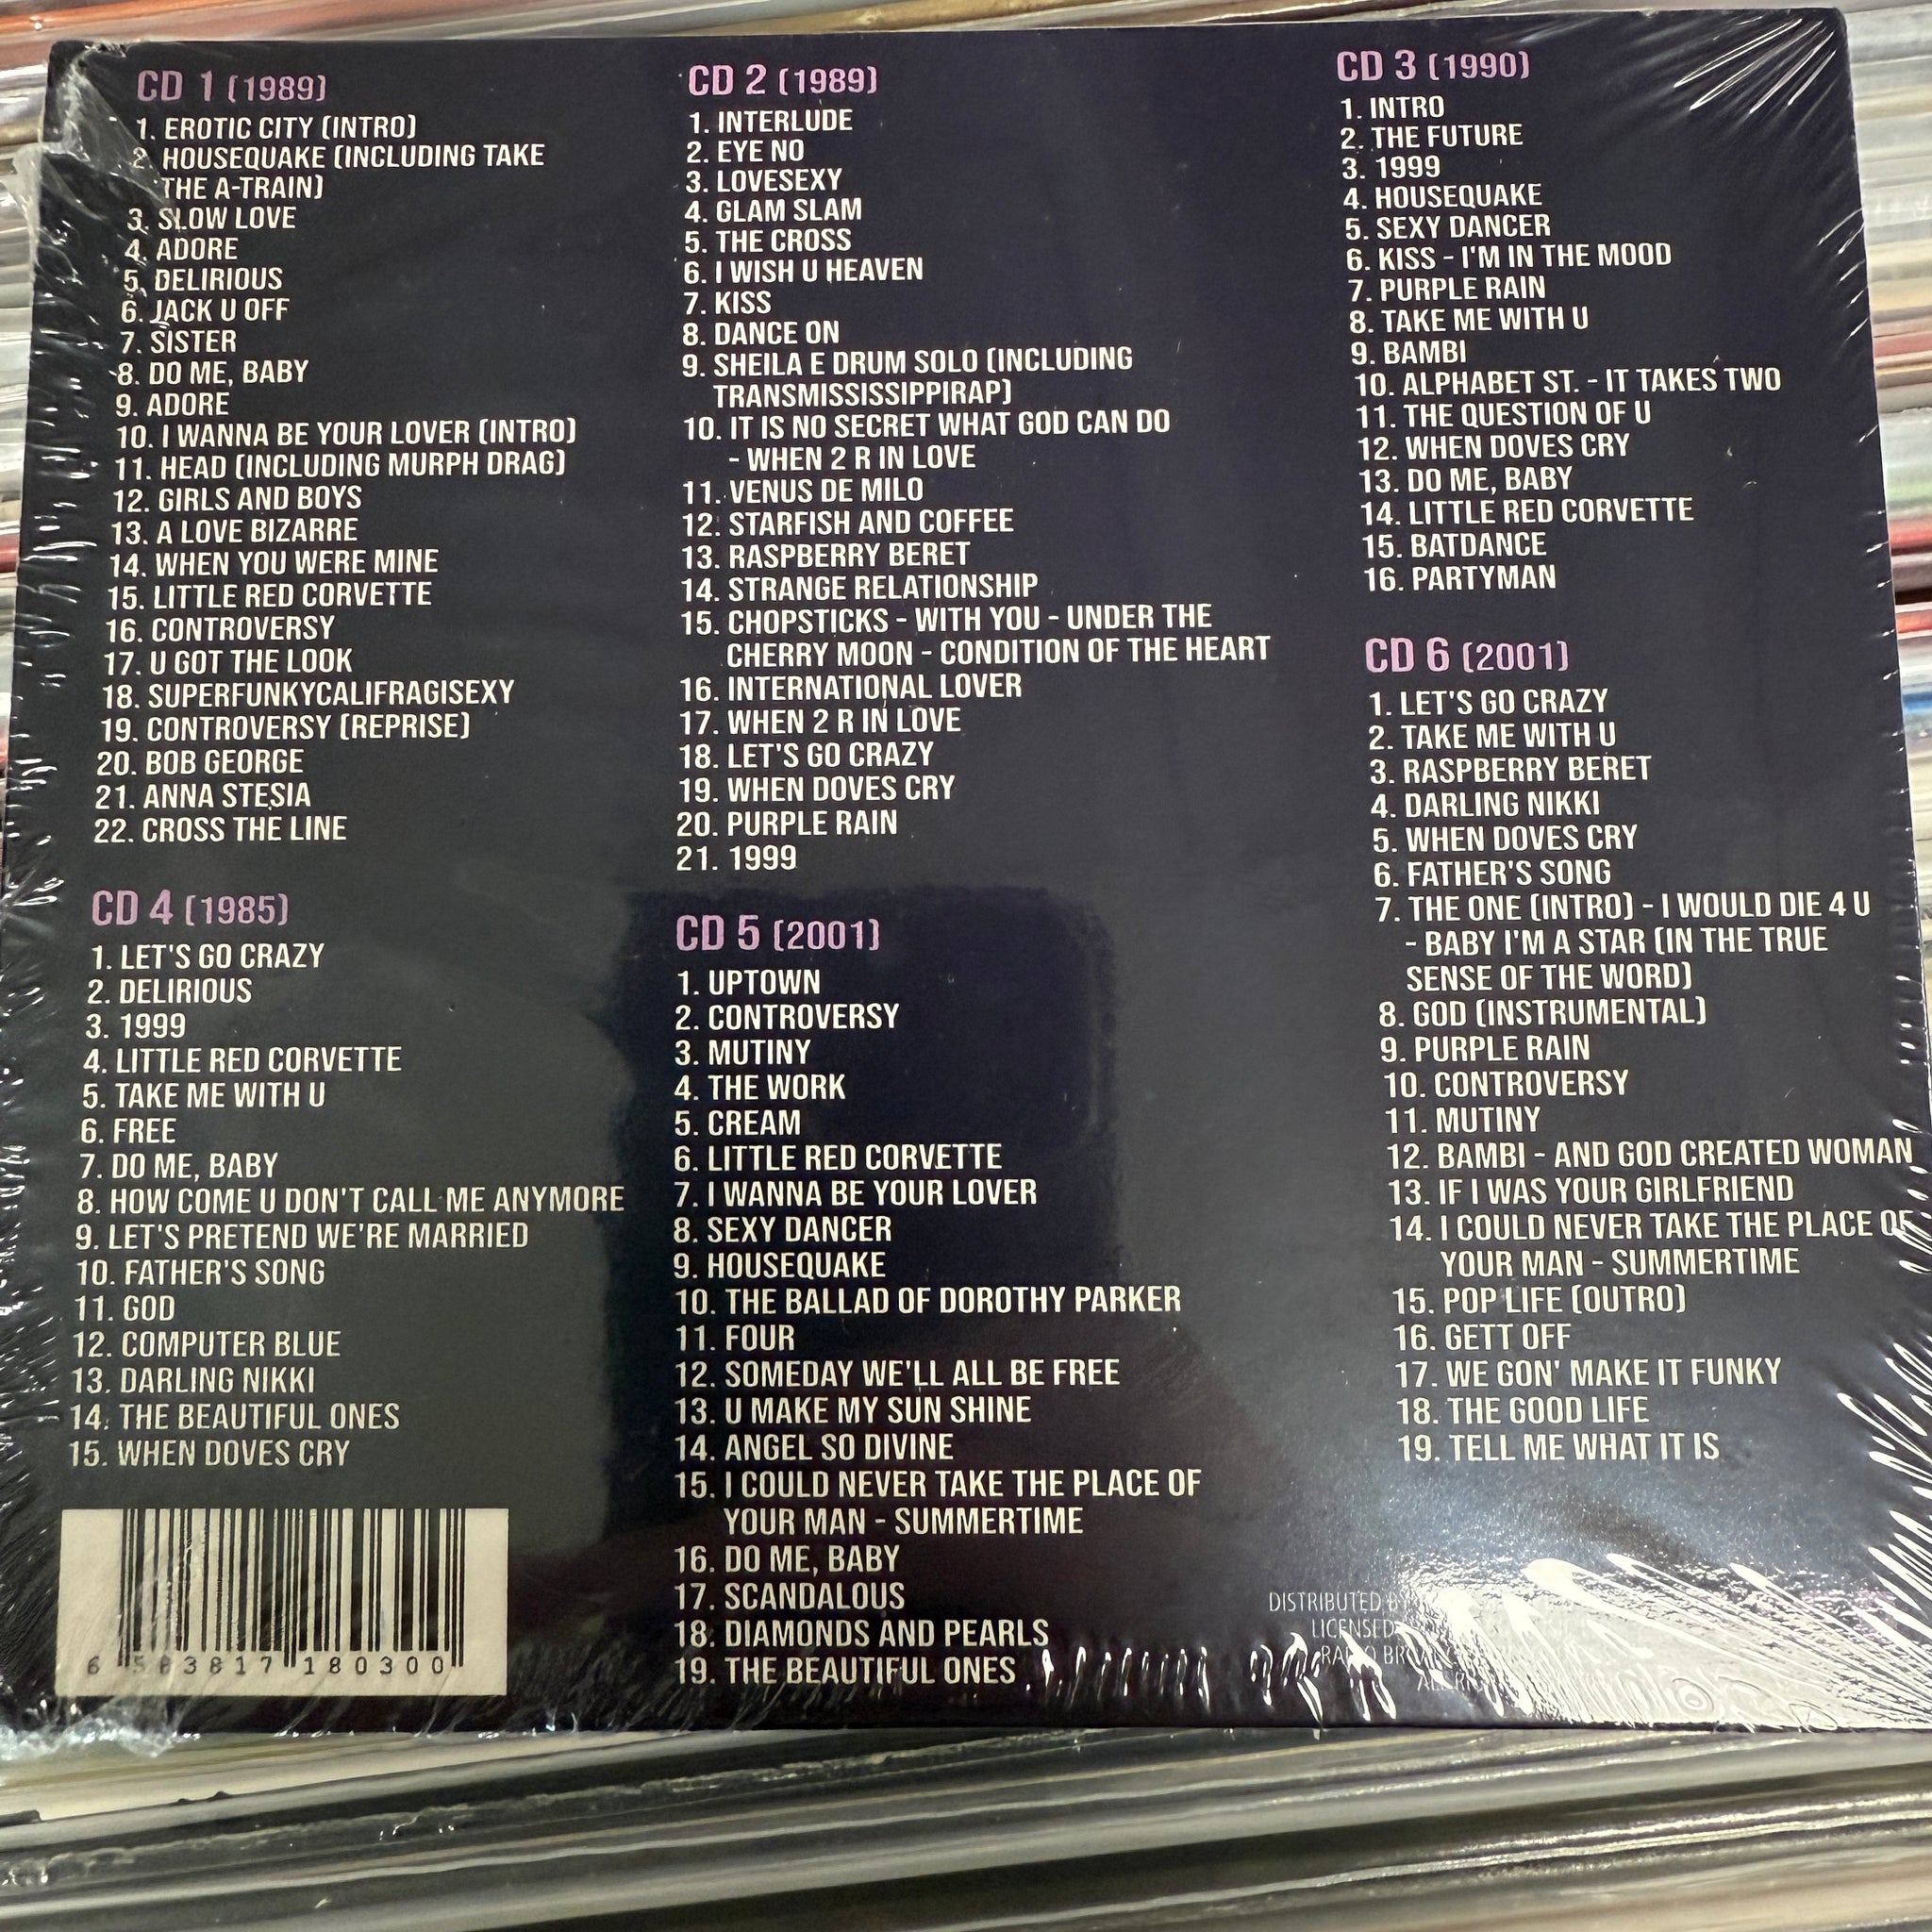 CD 1 (1989)
1. EROTIC CITY (INTRO)
2. HOUSEQUAKE (INCLUDING TAKE
THE A-TRAIN)
3. SLOW LOVE
4. ADORE
5. DELIRIOUS
6. JACK U OFF
7. SISTER
8. DO ME, BABY
9. ADORE
10. I WANNA BE YOUR LOVER (INTRO)
11. HEAD (INCLUDING MURPH DRAG)
12. GIRLS AND BOYS
13. A LOVE BIZARRE
14. WHEN YOU WERE MINE
15. LITTLE RED CORVETTE
16. CONTROVERSY
17. U GOT THE LOOK
18. SUPERFUNKYCALIFRAGISEXY
19. CONTROVERSY (REPRISE)
20. BOB GEORGE
21. ANNA STESIA
22. CROSS THE LINE
CD 2 (1989)
1. INTERLUDE
2. EYE NO
3. LOVESEXY
4. GLAM SLAM
5. THE CROSS
6. I WISH U HEAVEN
7. KISS
8. DANCE ON
9. SHEILA E DRUM SOLO (INCLUDING
TRANSMISSISSIPPIRAP)
10. IT IS NO SECRET WHAT GOD CAN DO
- WHEN 2 R IN LOVE
11. VENUS DE MILO
12. STARFISH AND COFFEE
13. RASPBERRY BERET
14. STRANGE RELATIONSHIP
15. CHOPSTICKS - WITH YOU - UNDER THE
CHERRY MOON - CONDITION OF THE HEART
16. INTERNATIONAL LOVER
17. WHEN 2 R IN LOVE
18. LET'S GO CRAZY
19. WHEN DOVES CRY
20. PURPLE RAIN
21. 1999
CD 3 (1990)
1. INTRO
2. THE FUTURE
3. 1999
4. HOUSEQUAKE
5. SEXY DANCER
6. KISS - I'M IN THE MOOD
7. PURPLE RAIN
8. TAKE ME WITH U
9. BAMBI
10. ALPHABET ST. - IT TAKES TWO
11. THE QUESTION OF U
12. WHEN DOVES CRY
13. DO ME, BABY
14. LITTLE RED CORVETTE
15. BATDANCE
16. PARTYMAN
CD 4 (1985)
1. LET'S GO CRAZY
2. DELIRIOUS
3. 1999
4. LITTLE RED CORVETTE
5. TAKE ME WITH U
6. FREE
7. DO ME, BABY
8. HOW COME U DON'T CALL ME ANYMORE
9. LET'S PRETEND WE'RE MARRIED
10. FATHER'S SONG
11. GOD
12. COMPUTER BLUE
13. DARLING NIKKI
14. THE BEAUTIFUL ONES
15. WHEN DOVES CRY
CD 5 (2001)
1. UPTOWN
2. CONTROVERSY
3. MUTINY
4. THE WORK
5. CREAM
6. LITTLE RED CORVETTE
7. I WANNA BE YOUR LOVER
8. SEXY DANCER
9. HOUSEQUAKE
10. THE BALLAD OF DOROTHY PARKER
11. FOUR
12. SOMEDAY WE'LL ALL BE FREE
13. U MAKE MY SUN SHINE
14. ANGEL SO DIVINE
15. I COULD NEVER TAKE THE PLACE OF
YOUR MAN - SUMMERTIME
16. DO ME, BABY
17. SCANDALOUS
18. DIAMONDS AND PEARLS
19. THE BEAUTIFUL ONES
CD 6 (2001)
1. LET'S GO CRAZY
2. TAKE ME WITH U
3. RASPBERRY BERET
4. DARLING NIKKI
5. WHEN DOVES CRY
6. FATHER'S SONG
7. THE ONE (INTRO) - I WOULD DIE 4 U
- BABY I'M A STAR (IN THE TRUE
SENSE OF THE WORD)
8. GOD (INSTRUMENTAL)
9. PURPLE RAIN
10. CONTROVERSY
11. MUTINY
12. BAMBI - AND GOD CREATED WOMAN
13. IF I WAS YOUR GIRLFRIEND
14. I COULD NEVER TAKE THE PLACE OF
YOUR MAN - SUMMERTIME
15. POP LIFE (OUTRO)
16. GETT OFF
17. WE GON' MAKE IT FUNKY
18. THE GOOD LIFE
19. TELL ME WHAT IT IS
180300
DISTRIBUTED BY
LICENSED